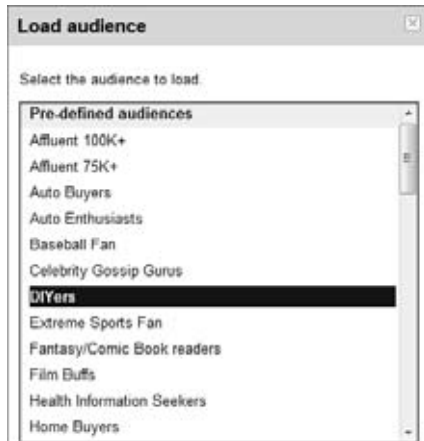 Load audience
Select the audience to load.
Pre-defined audiences
Affluent 100K+
Affluent 75K+
Auto Buyers
Auto Enthusiasts
Baseball Fan
Celebrity Gossip Gurus
DIYers
Extreme Sports Fan
Fantasy/Comic Book readers
Film Buffs
Health Information Seekers
Home Buyers